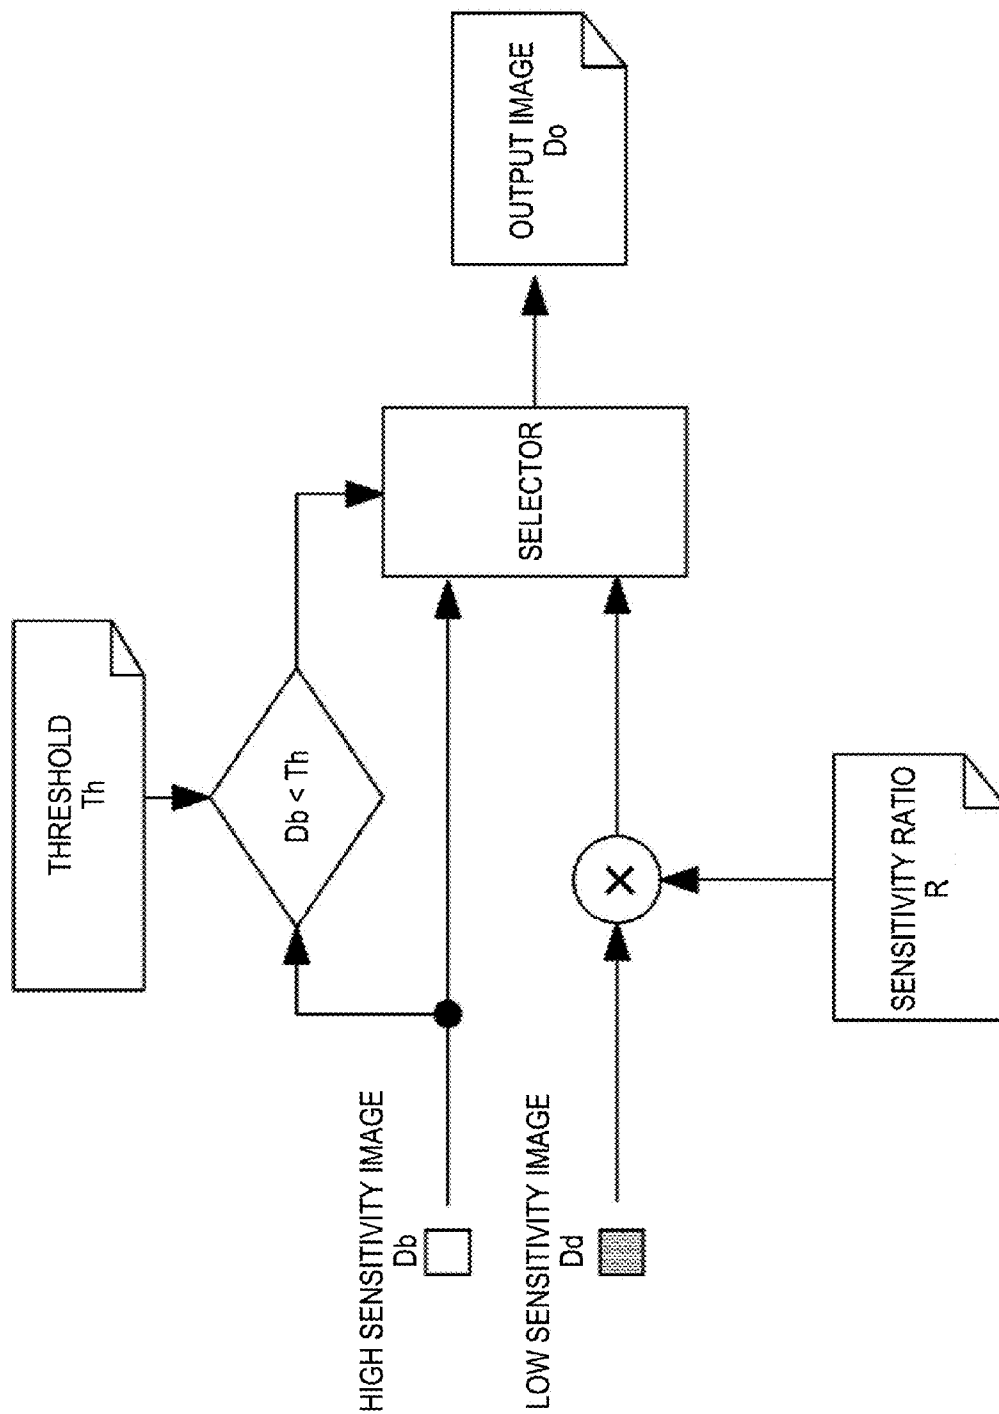 THRESHOLD
Th
Db < Th
HIGH SENSITIVITY IMAGE
Db
LOW SENSITIVITY IMAGE
Dd
×
SENSITIVITY RATIO
R
SELECTOR
OUTPUT IMAGE
Do